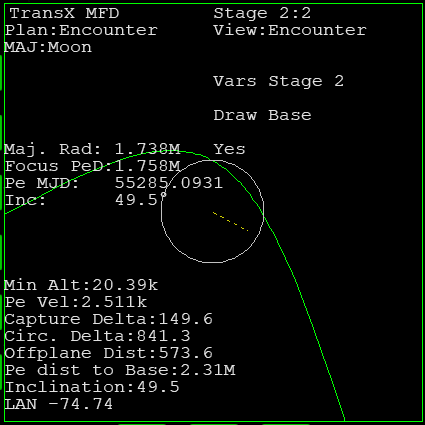 TransX MFD Stage 2:2
Plan:Encounter View:Encounter
MAJ:Moon
Vars Stage 2
Draw Base
Maj. Rad: 1.738M Yes
Focus PeD:1.758M
Pe MJD: 55285.0931
Inc: 49.5°
Min Alt:20.39k
Pe Vel:2.511k
Capture Delta:149.6
Circ. Delta:841.3
Offplane Dist:573.6
Pe dist to Base:2.31M
Inclination:49.5
LAN -74.74